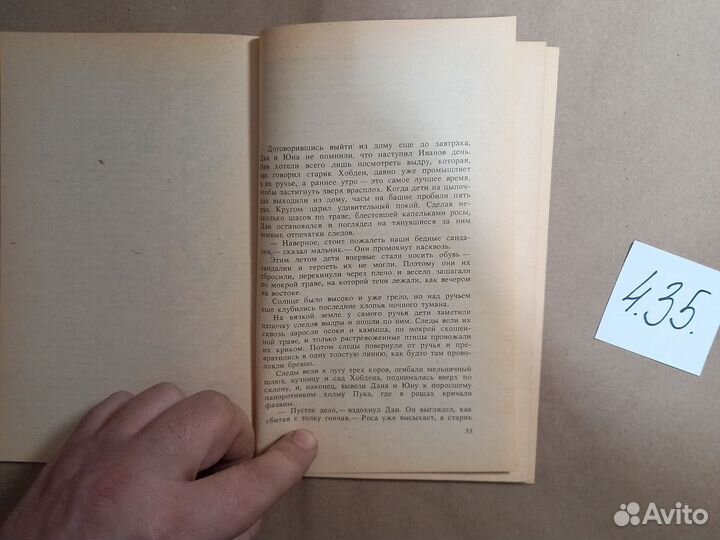 Договорившись выйти из дому еще до завтрака,
Дан и Юна не помнили, что наступил Иванов день.
Они хотели всего лишь посмотреть выдру, которая,
как говорил старик Хобден, давно уже промышляет
в их ручье, а раннее утро — это самое лучшее время,
чтобы застигнуть зверя врасплох. Когда дети на цыпоч-
ках выходили из дому, часы на башне пробили пять
раз. Кругом царил удивительный покой. Сделав не-
сколько шагов по траве, блестевшей капельками росы,
Дан остановился и поглядел на тянувшиеся за ним
темные отпечатки следов.
— Наверное, стоит пожалеть наши бедные санда-
лии,— сказал мальчик.— Они промокнут насквозь.
Этим летом дети впервые стали носить обувь —
сандалии и терпеть их не могли. Поэтому они их
сбросили, перекинули через плечо и весело зашагали
по мокрой траве, на которой тени лежали, как вечером
на востоке.
Солнце было высоко и уже грело, но над ручьем
еще клубились последние хлопья ночного тумана.
На вязкой земле у самого ручья дети заметили
цепочку следов выдры и пошли по ним. Следы вели их
сквозь заросли осоки и камыша, по мокрой скошен-
ной траве, и только растревоженные птицы провожали
их криком. Потом следы повернули от ручья и пре-
вратились в одну толстую линию, как будто там прово-
локли бревно.
Следы вели к лугу трех коров, огибали мельничный
шлюз, кузницу и сад Хобдена, поднимались вверх по
склону, и, наконец, вывели Дана и Юну к поросшему
папоротником холму Пука, где в рощах кричали
фазаны.
— Пустое дело,— вздохнул Дан. Он выглядел, как
сбитая с толку гончая.— Роса уже высыхает, а старик
55
4.35.
Avito